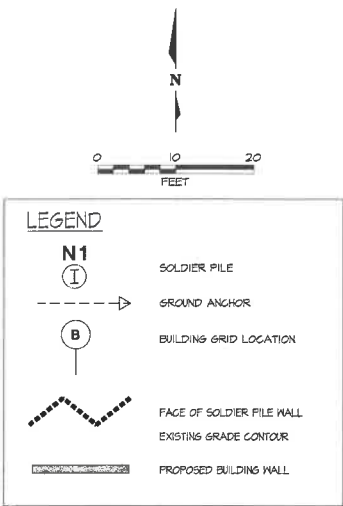 N
0 10 20
FEET
LEGEND
N1
I
SOLDIER PILE
GROUND ANCHOR
B
BUILDING GRID LOCATION
FACE OF SOLDIER PILE WALL
EXISTING GRADE CONTOUR
PROPOSED BUILDING WALL